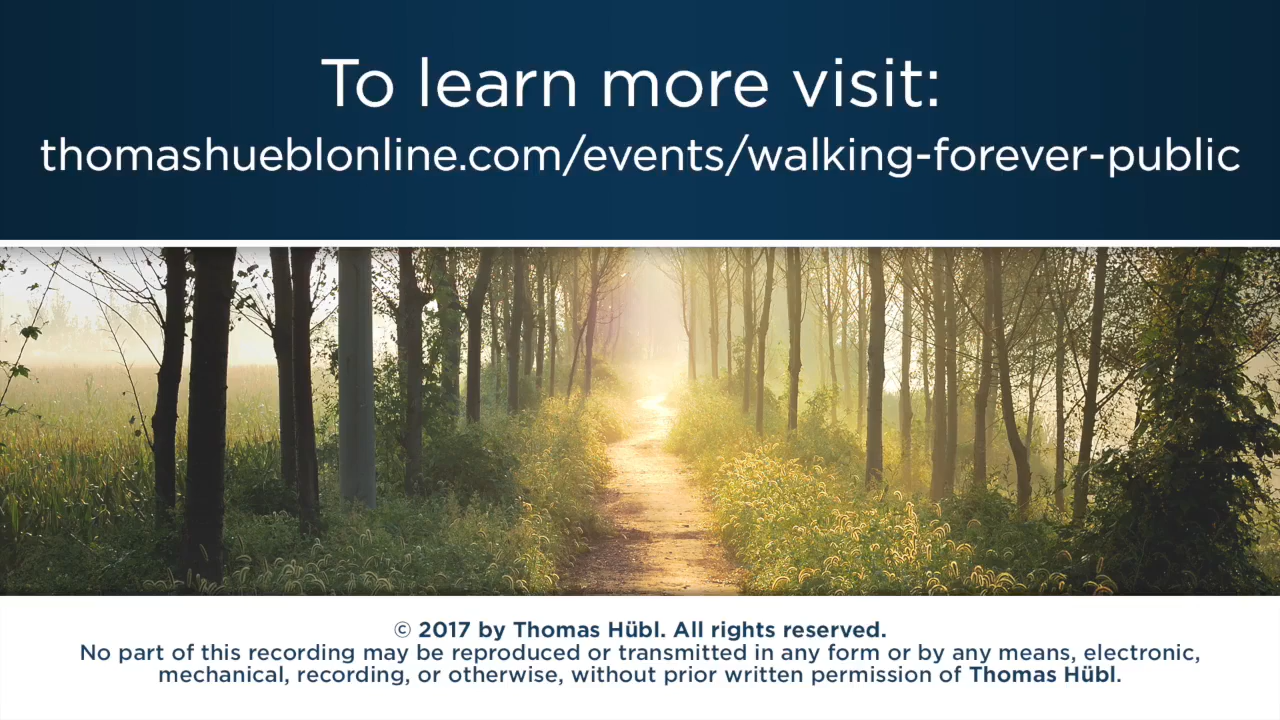 To learn more visit:
thomashueblonline.com/events/walking-forever-public
© 2017 by Thomas Hübl. All rights reserved.
No part of this recording may be reproduced or transmitted in any form or by any means, electronic,
mechanical, recording, or otherwise, without prior written permission of Thomas Hübl.